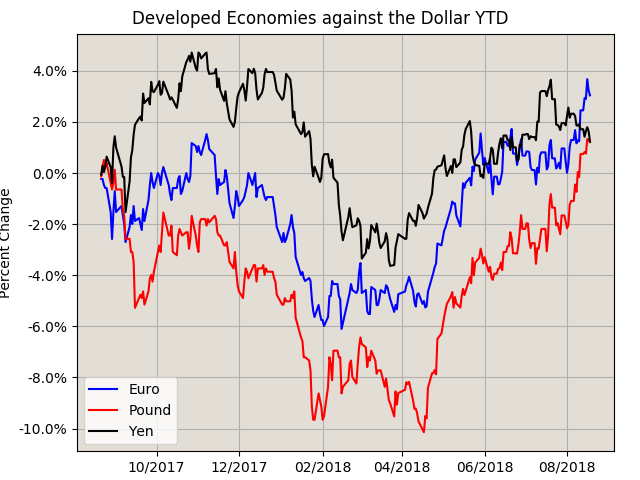 Developed Economies against the Dollar YTD
Percent Change
4.0%
2.0%
0.0%
-2.0%
-4.0%
-6.0%
-8.0%
-10.0%
Euro
Pound
Yen
10/2017
12/2017
02/2018
04/2018
06/2018
08/2018